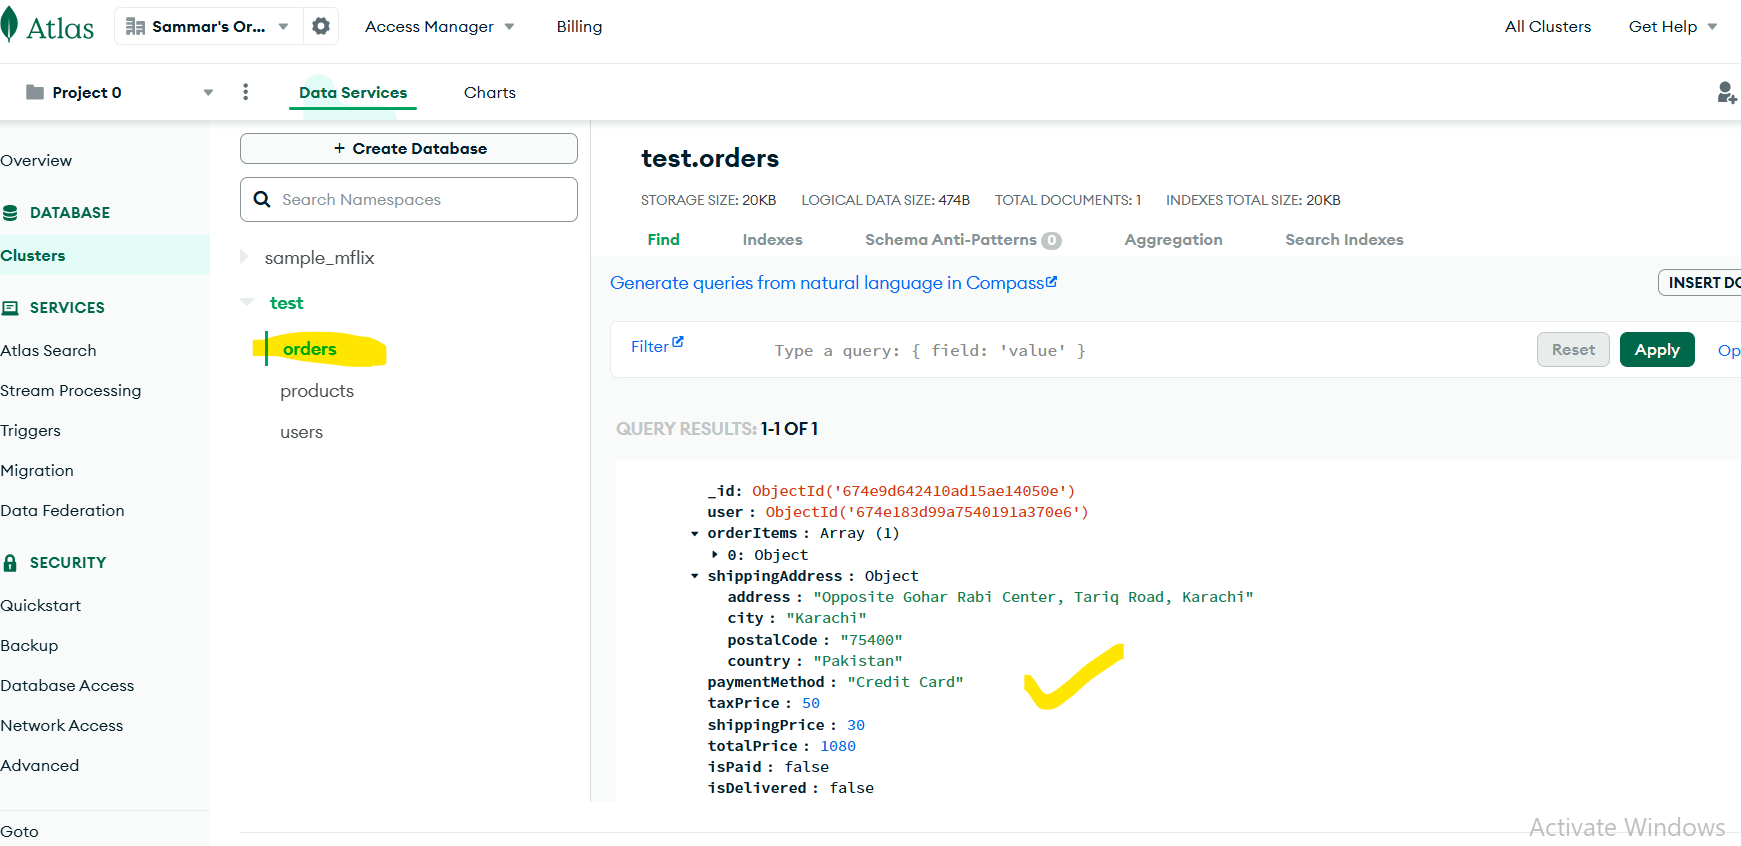 Atlas
Sammar's Or...
Access Manager
Billing
All Clusters
Get Help
Project 0
Data Services
Charts
Overview
DATABASE
Clusters
SERVICES
Atlas Search
Stream Processing
Triggers
Migration
Data Federation
SECURITY
Quickstart
Backup
Database Access
Network Access
Advanced
Goto
+ Create Database
Search Namespaces
sample_mflix
test
orders
products
users
test.orders
STORAGE SIZE: 20KB LOGICAL DATA SIZE: 474B TOTAL DOCUMENTS: 1 INDEXES TOTAL SIZE: 20KB
Find Indexes Schema Anti-Patterns 0 Aggregation Search Indexes
Generate queries from natural language in Compass
INSERT DO
Filter
Type a query: { field: 'value' }
Reset
Apply
Op
QUERY RESULTS: 1-1 OF 1
_id: ObjectId('674e9d642410ad15ae14050e')
user : ObjectId('674e183d99a7540191a370e6')
orderItems : Array (1)
0: Object
shippingAddress : Object
address : "Opposite Gohar Rabi Center, Tariq Road, Karachi"
city : "Karachi"
postalCode : "75400"
country : "Pakistan"
paymentMethod : "Credit Card"
taxPrice : 50
shippingPrice : 30
totalPrice : 1080
isPaid : false
isDelivered : false
Activate Windows